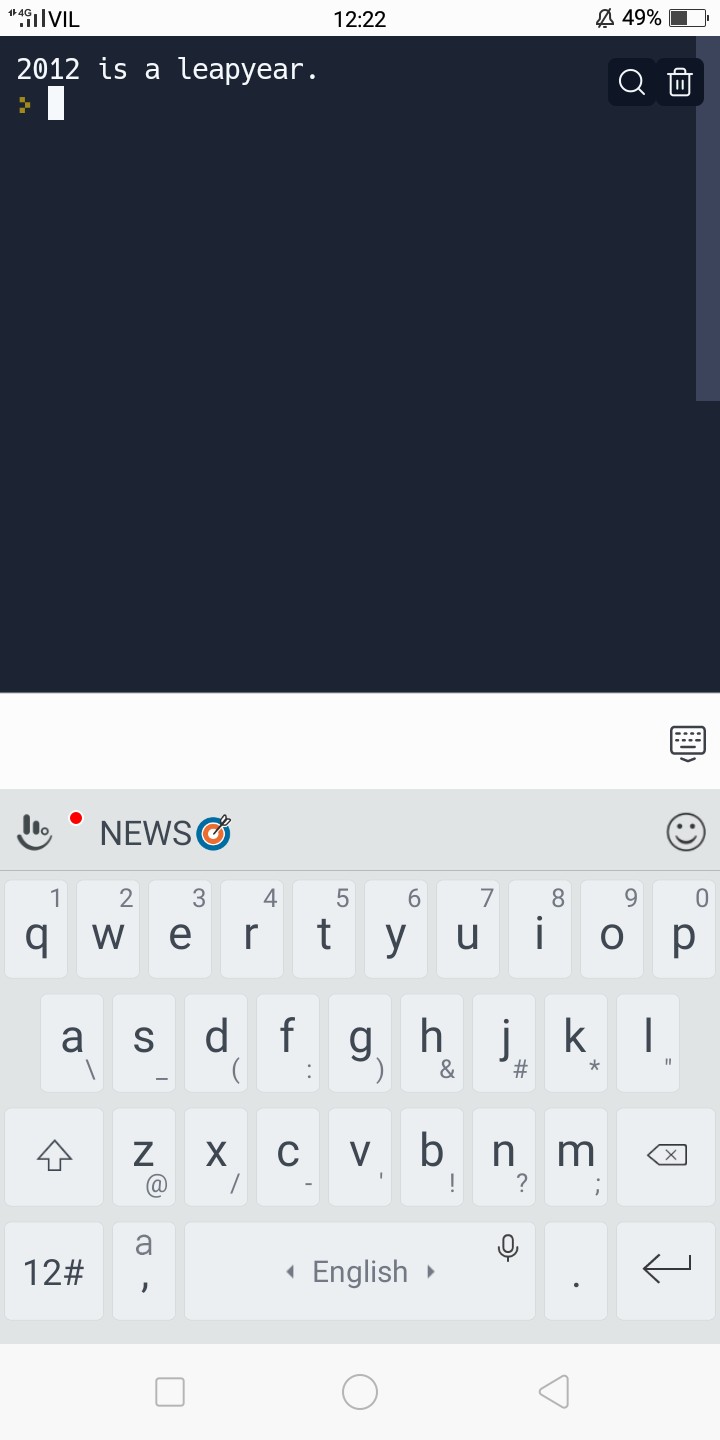 4G VIL 12:22 49%
2012 is a leapyear.
NEWS
1 2 3 4 5 6 7 8 9 0
q w e r t y u i o p
a s d f g h j k l
\ _ ( : ) & # * "
z x c v b n m
@ / - ' ! ? ;
12# a , English .